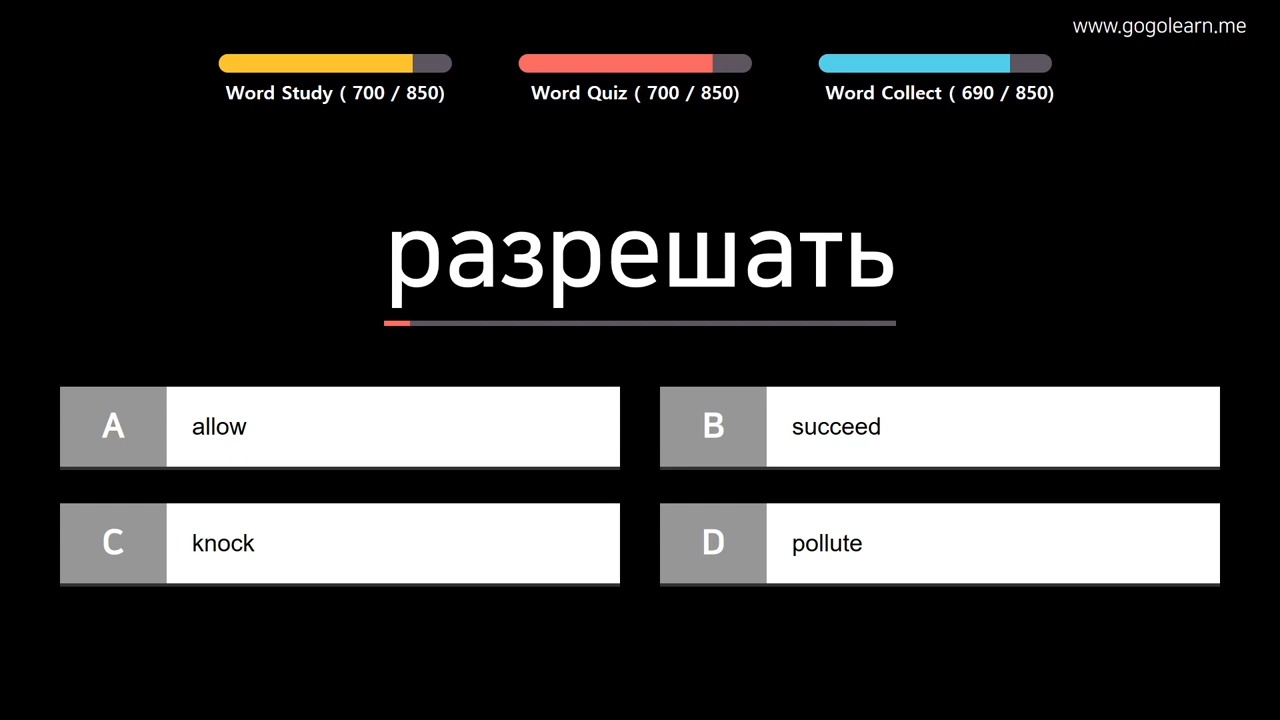 www.gogolearn.me
Word Study ( 700 / 850)
Word Quiz ( 700 / 850)
Word Collect ( 690 / 850)
разрешать
A allow
B succeed
C knock
D pollute